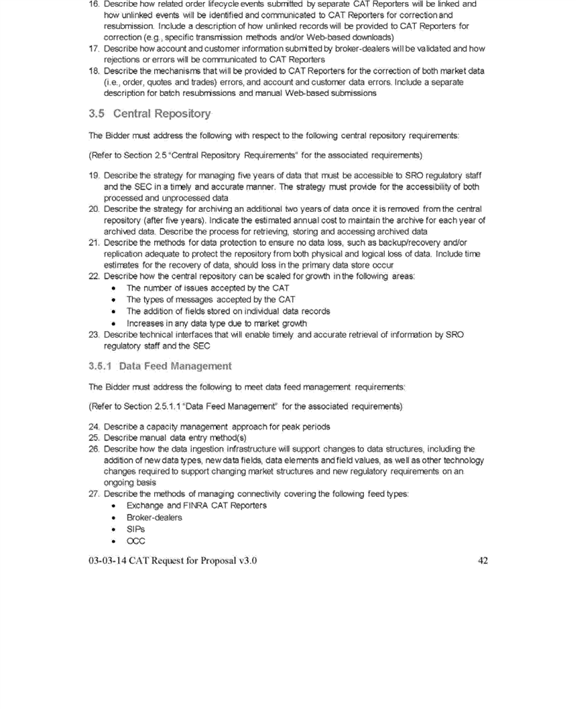 16. Describe how related order lifecycle events submitted by separate CAT Reporters will be linked and
how unlinked events will be identified and communicated to CAT Reporters for correction and
resubmission. Include a description of how unlinked records will be provided to CAT Reporters for
correction (e.g., specific transmission methods and/or Web-based downloads)
17. Describe how account and customer information submitted by broker-dealers will be validated and how
rejections or errors will be communicated to CAT Reporters
18. Describe the mechanisms that will be provided to CAT Reporters for the correction of both market data
(i.e., order, quotes and trades) errors, and account and customer data errors. Include a separate
description for batch resubmissions and manual Web-based submissions
3.5 Central Repository
The Bidder must address the following with respect to the following central repository requirements:
(Refer to Section 2.5 "Central Repository Requirements" for the associated requirements)
19. Describe the strategy for managing five years of data that must be accessible to SRO regulatory staff
and the SEC in a timely and accurate manner. The strategy must provide for the accessibility of both
processed and unprocessed data
20. Describe the strategy for archiving an additional two years of data once it is removed from the central
repository (after five years). Indicate the estimated annual cost to maintain the archive for each year of
archived data. Describe the process for retrieving, storing and accessing archived data
21. Describe the methods for data protection to ensure no data loss, such as backup/recovery and/or
replication adequate to protect the repository from both physical and logical loss of data. Include time
estimates for the recovery of data, should loss in the primary data store occur
22. Describe how the central repository can be scaled for growth in the following areas:
• The number of issues accepted by the CAT
• The types of messages accepted by the CAT
• The addition of fields stored on individual data records
• Increases in any data type due to market growth
23. Describe technical interfaces that will enable timely and accurate retrieval of information by SRO
regulatory staff and the SEC
3.5.1 Data Feed Management
The Bidder must address the following to meet data feed management requirements:
(Refer to Section 2.5.1.1 "Data Feed Management" for the associated requirements)
24. Describe a capacity management approach for peak periods
25. Describe manual data entry method(s)
26. Describe how the data ingestion infrastructure will support changes to data structures, including the
addition of new data types, new data fields, data elements and field values, as well as other technology
changes required to support changing market structures and new regulatory requirements on an
ongoing basis
27. Describe the methods of managing connectivity covering the following feed types:
• Exchange and FINRA CAT Reporters
• Broker-dealers
• SIPs
• OCC
03-03-14 CAT Request for Proposal v3.0 42